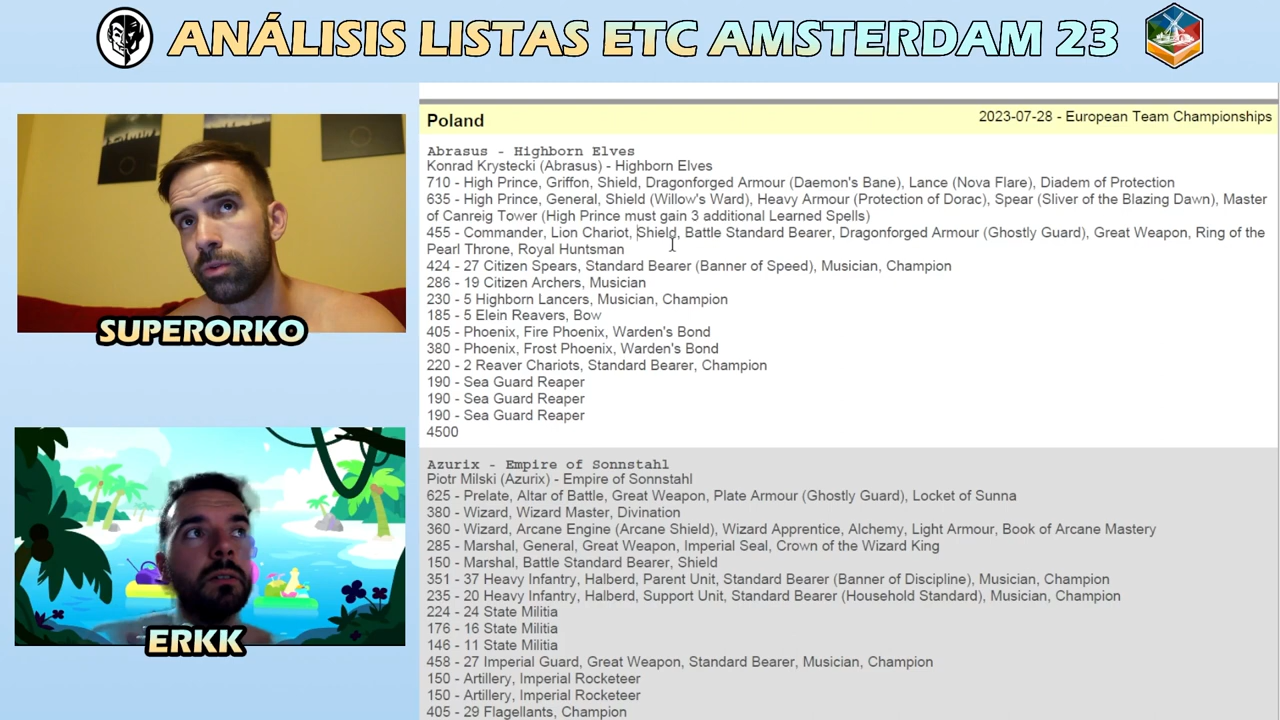 ANÁLISIS LISTAS ETC AMSTERDAM 23
Poland
2023-07-28 - European Team Championships
Abrasus - Highborn Elves
Konrad Krystecki (Abrasus) - Highborn Elves
710 - High Prince, Griffon, Shield, Dragonforged Armour (Daemon's Bane), Lance (Nova Flare), Diadem of Protection
635 - High Prince, General, Shield (Willow's Ward), Heavy Armour (Protection of Dorac), Spear (Sliver of the Blazing Dawn), Master
of Canreig Tower (High Prince must gain 3 additional Learned Spells)
455 - Commander, Lion Chariot, Shield, Battle Standard Bearer, Dragonforged Armour (Ghostly Guard), Great Weapon, Ring of the
Pearl Throne, Royal Huntsman
424 - 27 Citizen Spears, Standard Bearer (Banner of Speed), Musician, Champion
286 - 19 Citizen Archers, Musician
230 - 5 Highborn Lancers, Musician, Champion
185 - 5 Elein Reavers, Bow
405 - Phoenix, Fire Phoenix, Warden's Bond
380 - Phoenix, Frost Phoenix, Warden's Bond
220 - 2 Reaver Chariots, Standard Bearer, Champion
190 - Sea Guard Reaper
190 - Sea Guard Reaper
190 - Sea Guard Reaper
4500
Azurix - Empire of Sonnstahl
Piotr Milski (Azurix) - Empire of Sonnstahl
625 - Prelate, Altar of Battle, Great Weapon, Plate Armour (Ghostly Guard), Locket of Sunna
380 - Wizard, Wizard Master, Divination
360 - Wizard, Arcane Engine (Arcane Shield), Wizard Apprentice, Alchemy, Light Armour, Book of Arcane Mastery
285 - Marshal, General, Great Weapon, Imperial Seal, Crown of the Wizard King
150 - Marshal, Battle Standard Bearer, Shield
351 - 37 Heavy Infantry, Halberd, Parent Unit, Standard Bearer (Banner of Discipline), Musician, Champion
235 - 20 Heavy Infantry, Halberd, Support Unit, Standard Bearer (Household Standard), Musician, Champion
224 - 24 State Militia
176 - 16 State Militia
146 - 11 State Militia
458 - 27 Imperial Guard, Great Weapon, Standard Bearer, Musician, Champion
150 - Artillery, Imperial Rocketeer
150 - Artillery, Imperial Rocketeer
405 - 29 Flagellants, Champion
SUPERORKO
ERKK